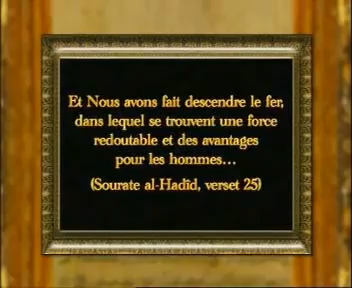 Et Nous avons fait descendre le fer,
dans lequel se trouvent une force
redoutable et des avantages
pour les hommes...
(Sourate al-Hadîd, verset 25)